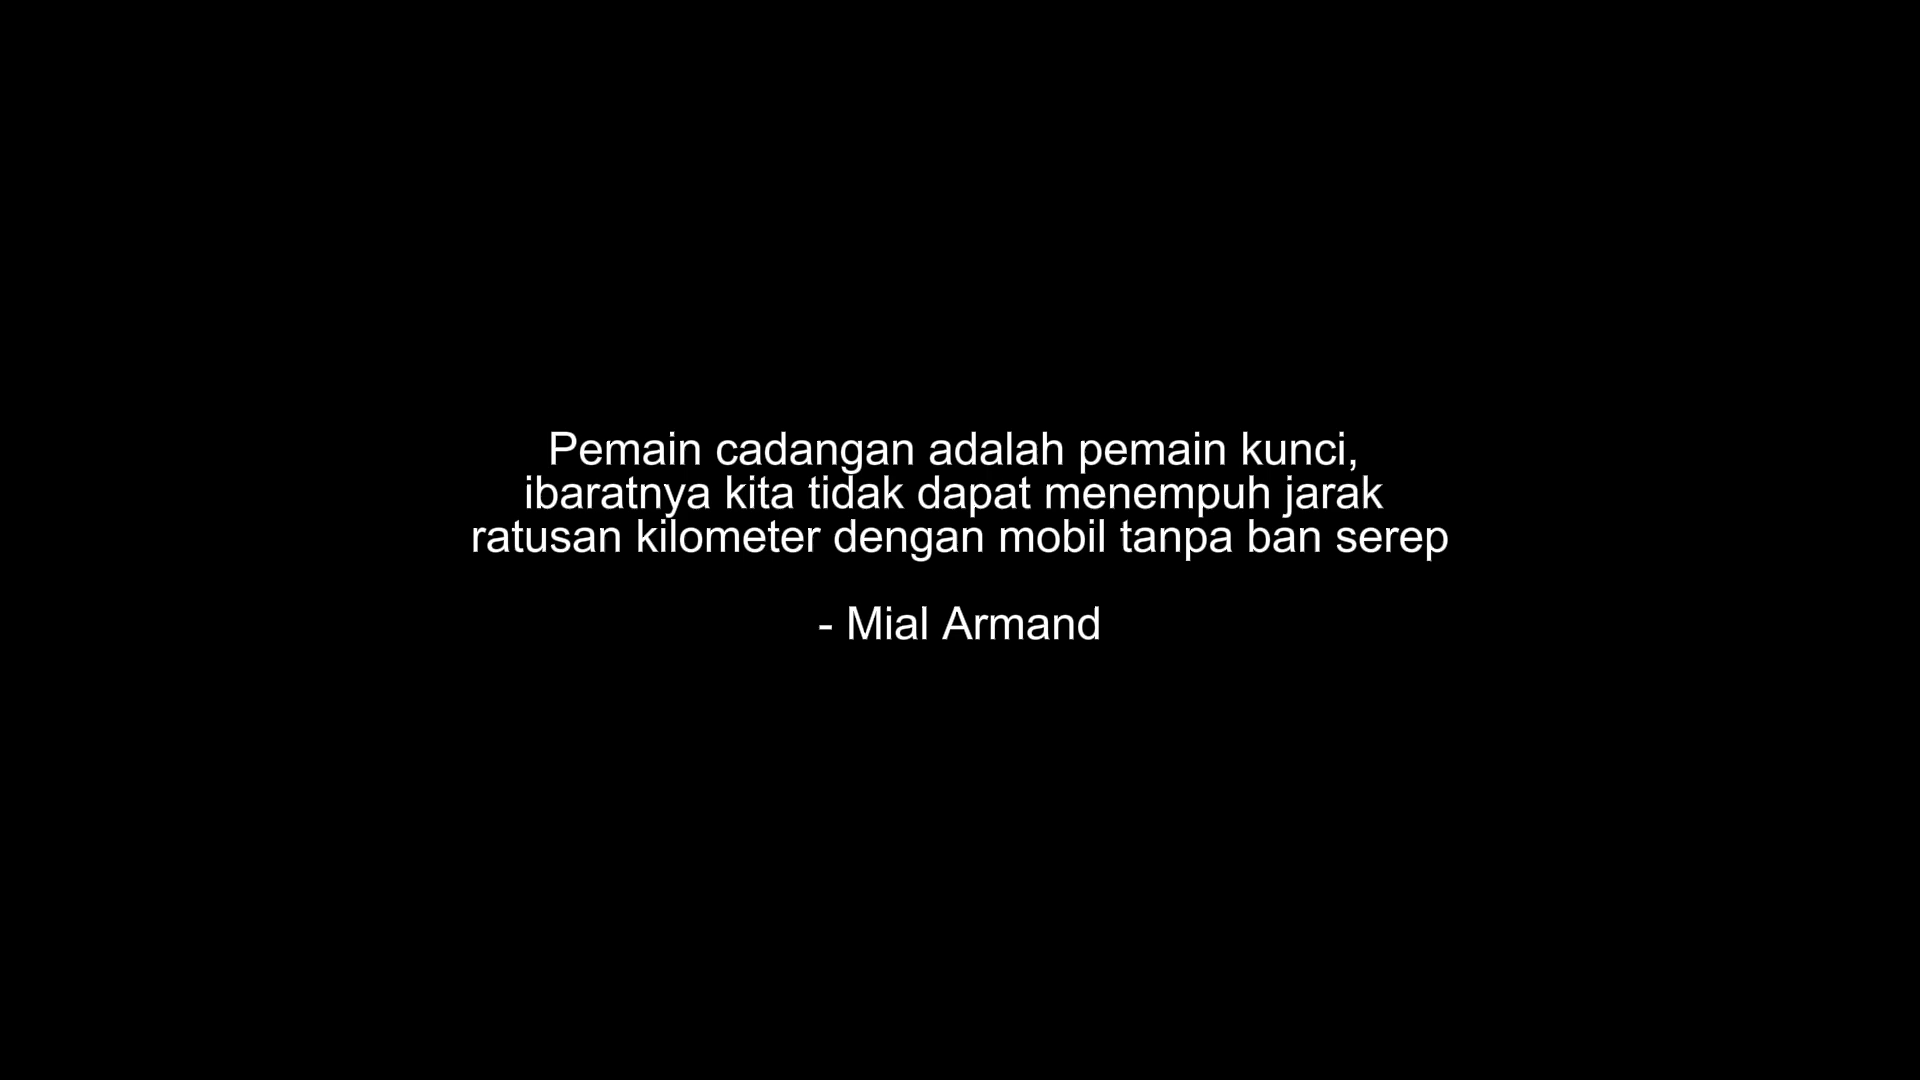 Pemain cadangan adalah pemain kunci,
ibaratnya kita tidak dapat menempuh jarak
ratusan kilometer dengan mobil tanpa ban serep
- Mial Armand